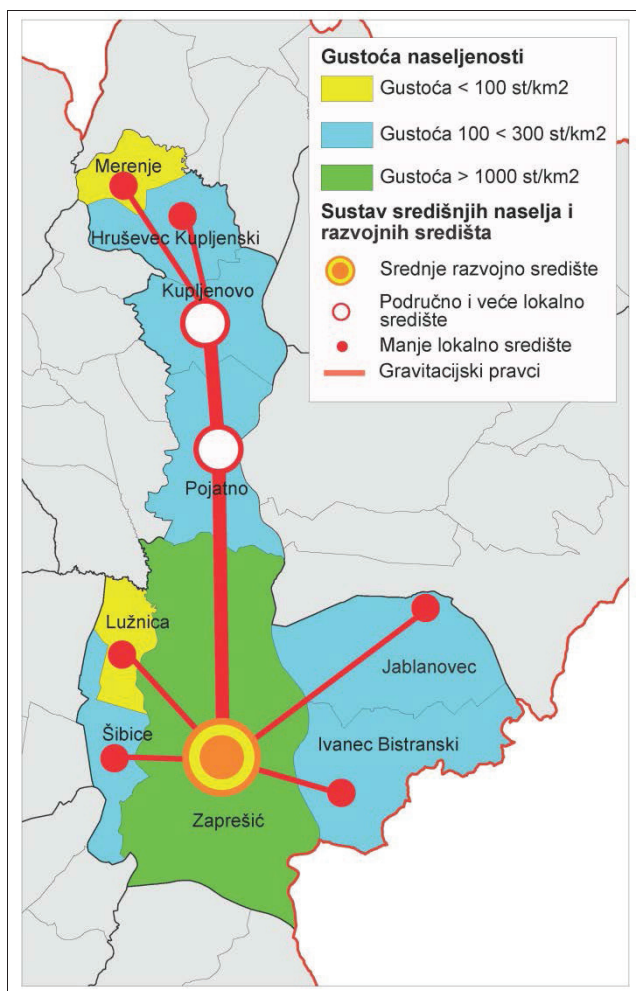 Gustoća naseljenosti
Gustoća < 100 st/km2
Gustoća 100 < 300 st/km2
Gustoća > 1000 st/km2
Sustav središnjih naselja i
razvojnih središta
Srednje razvojno središte
Područno i veće lokalno
središte
Manje lokalno središte
Gravitacijski pravci
Merenje
Hruševec Kupljenski
Kupljenovo
Pojatno
Lužnica
Jablanovec
Šibice
Ivanec Bistranski
Zaprešić